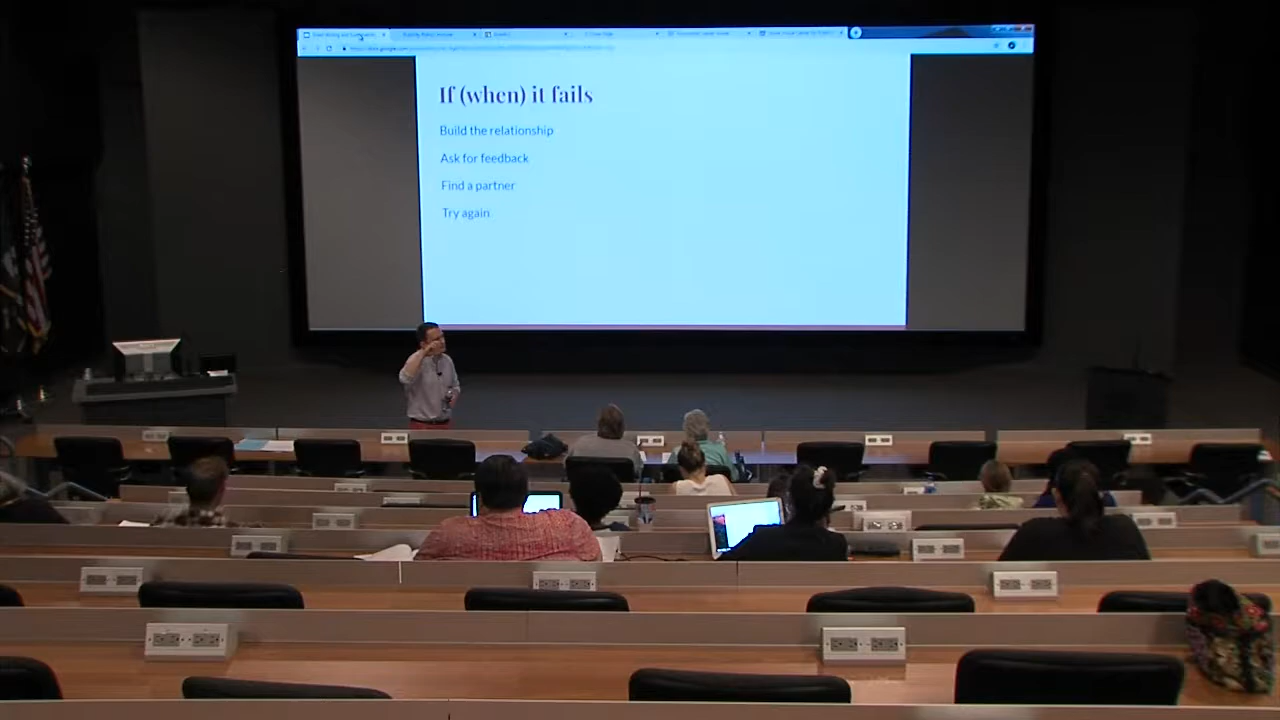 If (when) it fails
Build the relationship
Ask for feedback
Find a partner
Try again